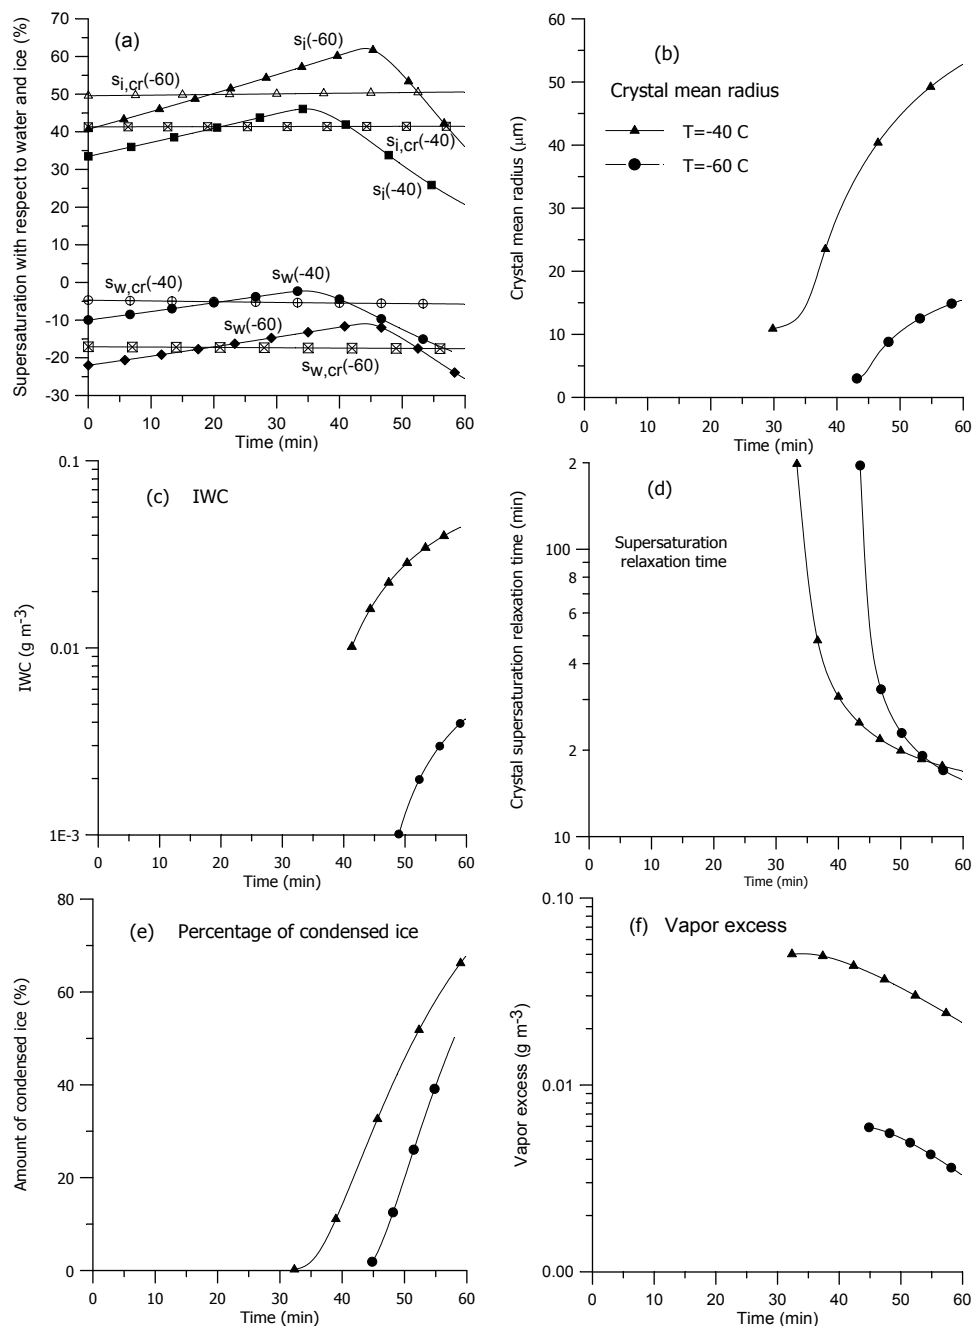 Supersaturation with respect to water and ice (%)
70
60
50
40
30
20
10
0
-10
-20
-30
(a)
si(-60)
si,cr(-60)
si,cr(-40)
si(-40)
sw,cr(-40)
sw(-40)
sw(-60)
sw,cr(-60)
0 10 20 30 40 50 60
Time (min)
Crystal mean radius (μm)
60
50
40
30
20
10
0
(b)
Crystal mean radius
T=-40 C
T=-60 C
0 10 20 30 40 50 60
Time (min)
IWC (g m-3)
0.1
0.01
1E-3
(c) IWC
0 10 20 30 40 50 60
Time (min)
Crystal supersaturation relaxation time (min)
2
100
8
6
4
2
10
(d)
Supersaturation
relaxation time
0 10 20 30 40 50 60
Time (min)
Amount of condensed ice (%)
80
60
40
20
0
(e) Percentage of condensed ice
0 10 20 30 40 50 60
Time (min)
Vapor excess (g m-3)
0.10
0.01
0.00
(f) Vapor excess
0 10 20 30 40 50 60
Time (min)